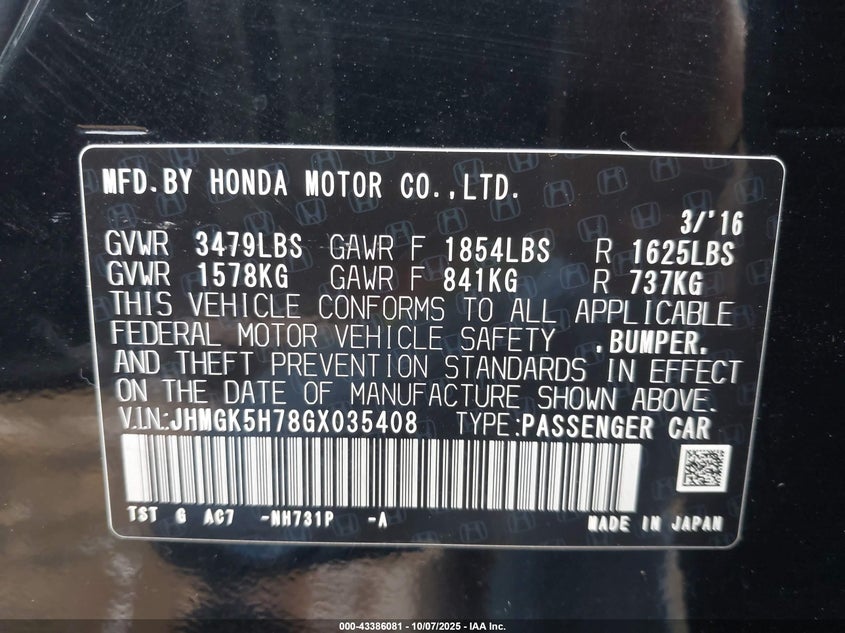 MFD.BY HONDA MOTOR CO.,LTD.
3/'16
GVWR 3479LBS GAWR F 1854LBS R 1625LBS
GVWR 1578KG GAWR F 841KG R 737KG
THIS VEHICLE CONFORMS TO ALL APPLICABLE
FEDERAL MOTOR VEHICLE SAFETY ,BUMPER,
AND THEFT PREVENTION STANDARDS IN EFFECT
ON THE DATE OF MANUFACTURE SHOWN ABOVE.
V.I.N:JHMGK5H78GX035408 TYPE:PASSENGER CAR
TST G AC7 -NH731P -A MADE IN JAPAN
000-43386081 - 10/07/2025 - IAA Inc.